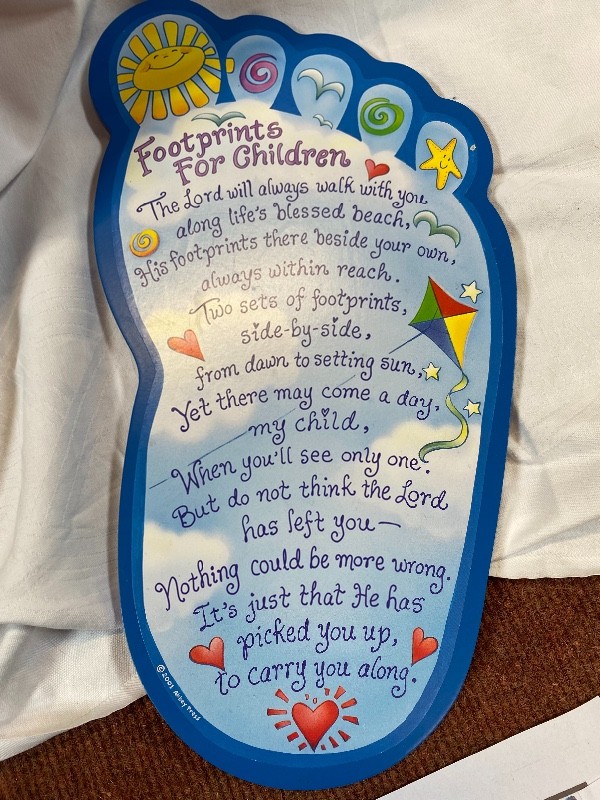 Footprints
For Children
The Lord will always walk with you
along life's blessed beach,
His footprints there beside your own,
always within reach.
Two sets of footprints,
side-by-side,
from dawn to setting sun,
Yet there may come a day,
my child,
When you'll see only one.
But do not think the Lord
has left you—
Nothing could be more wrong.
It's just that He has
picked you up,
to carry you along.
© 2001 Abbey Press